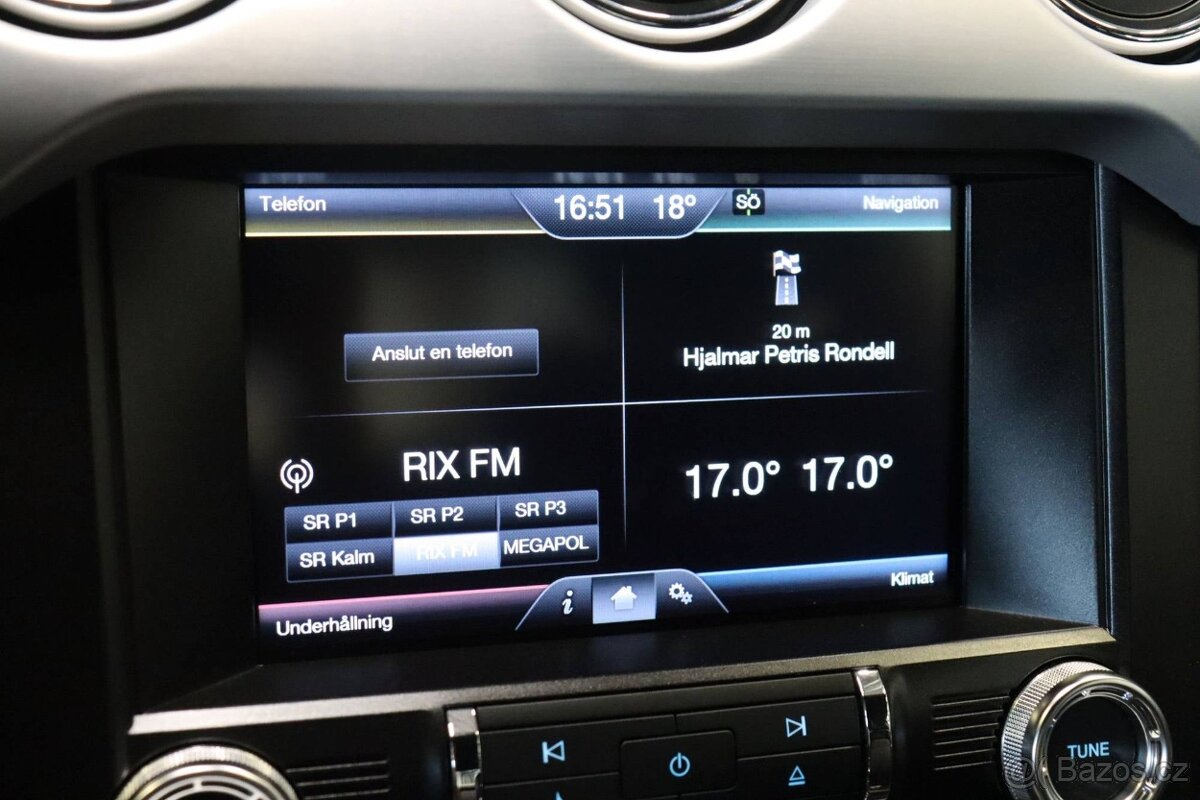 Telefon
16:51 18°
SÖ
Navigation
Anslut en telefon
20 m
Hjalmar Petris Rondell
RIX FM
SR P1 SR P2 SR P3
SR Kalm RIX FM MEGAPOL
17.0° 17.0°
Underhållning
i
Klimat
TUNE
Bazos.cz